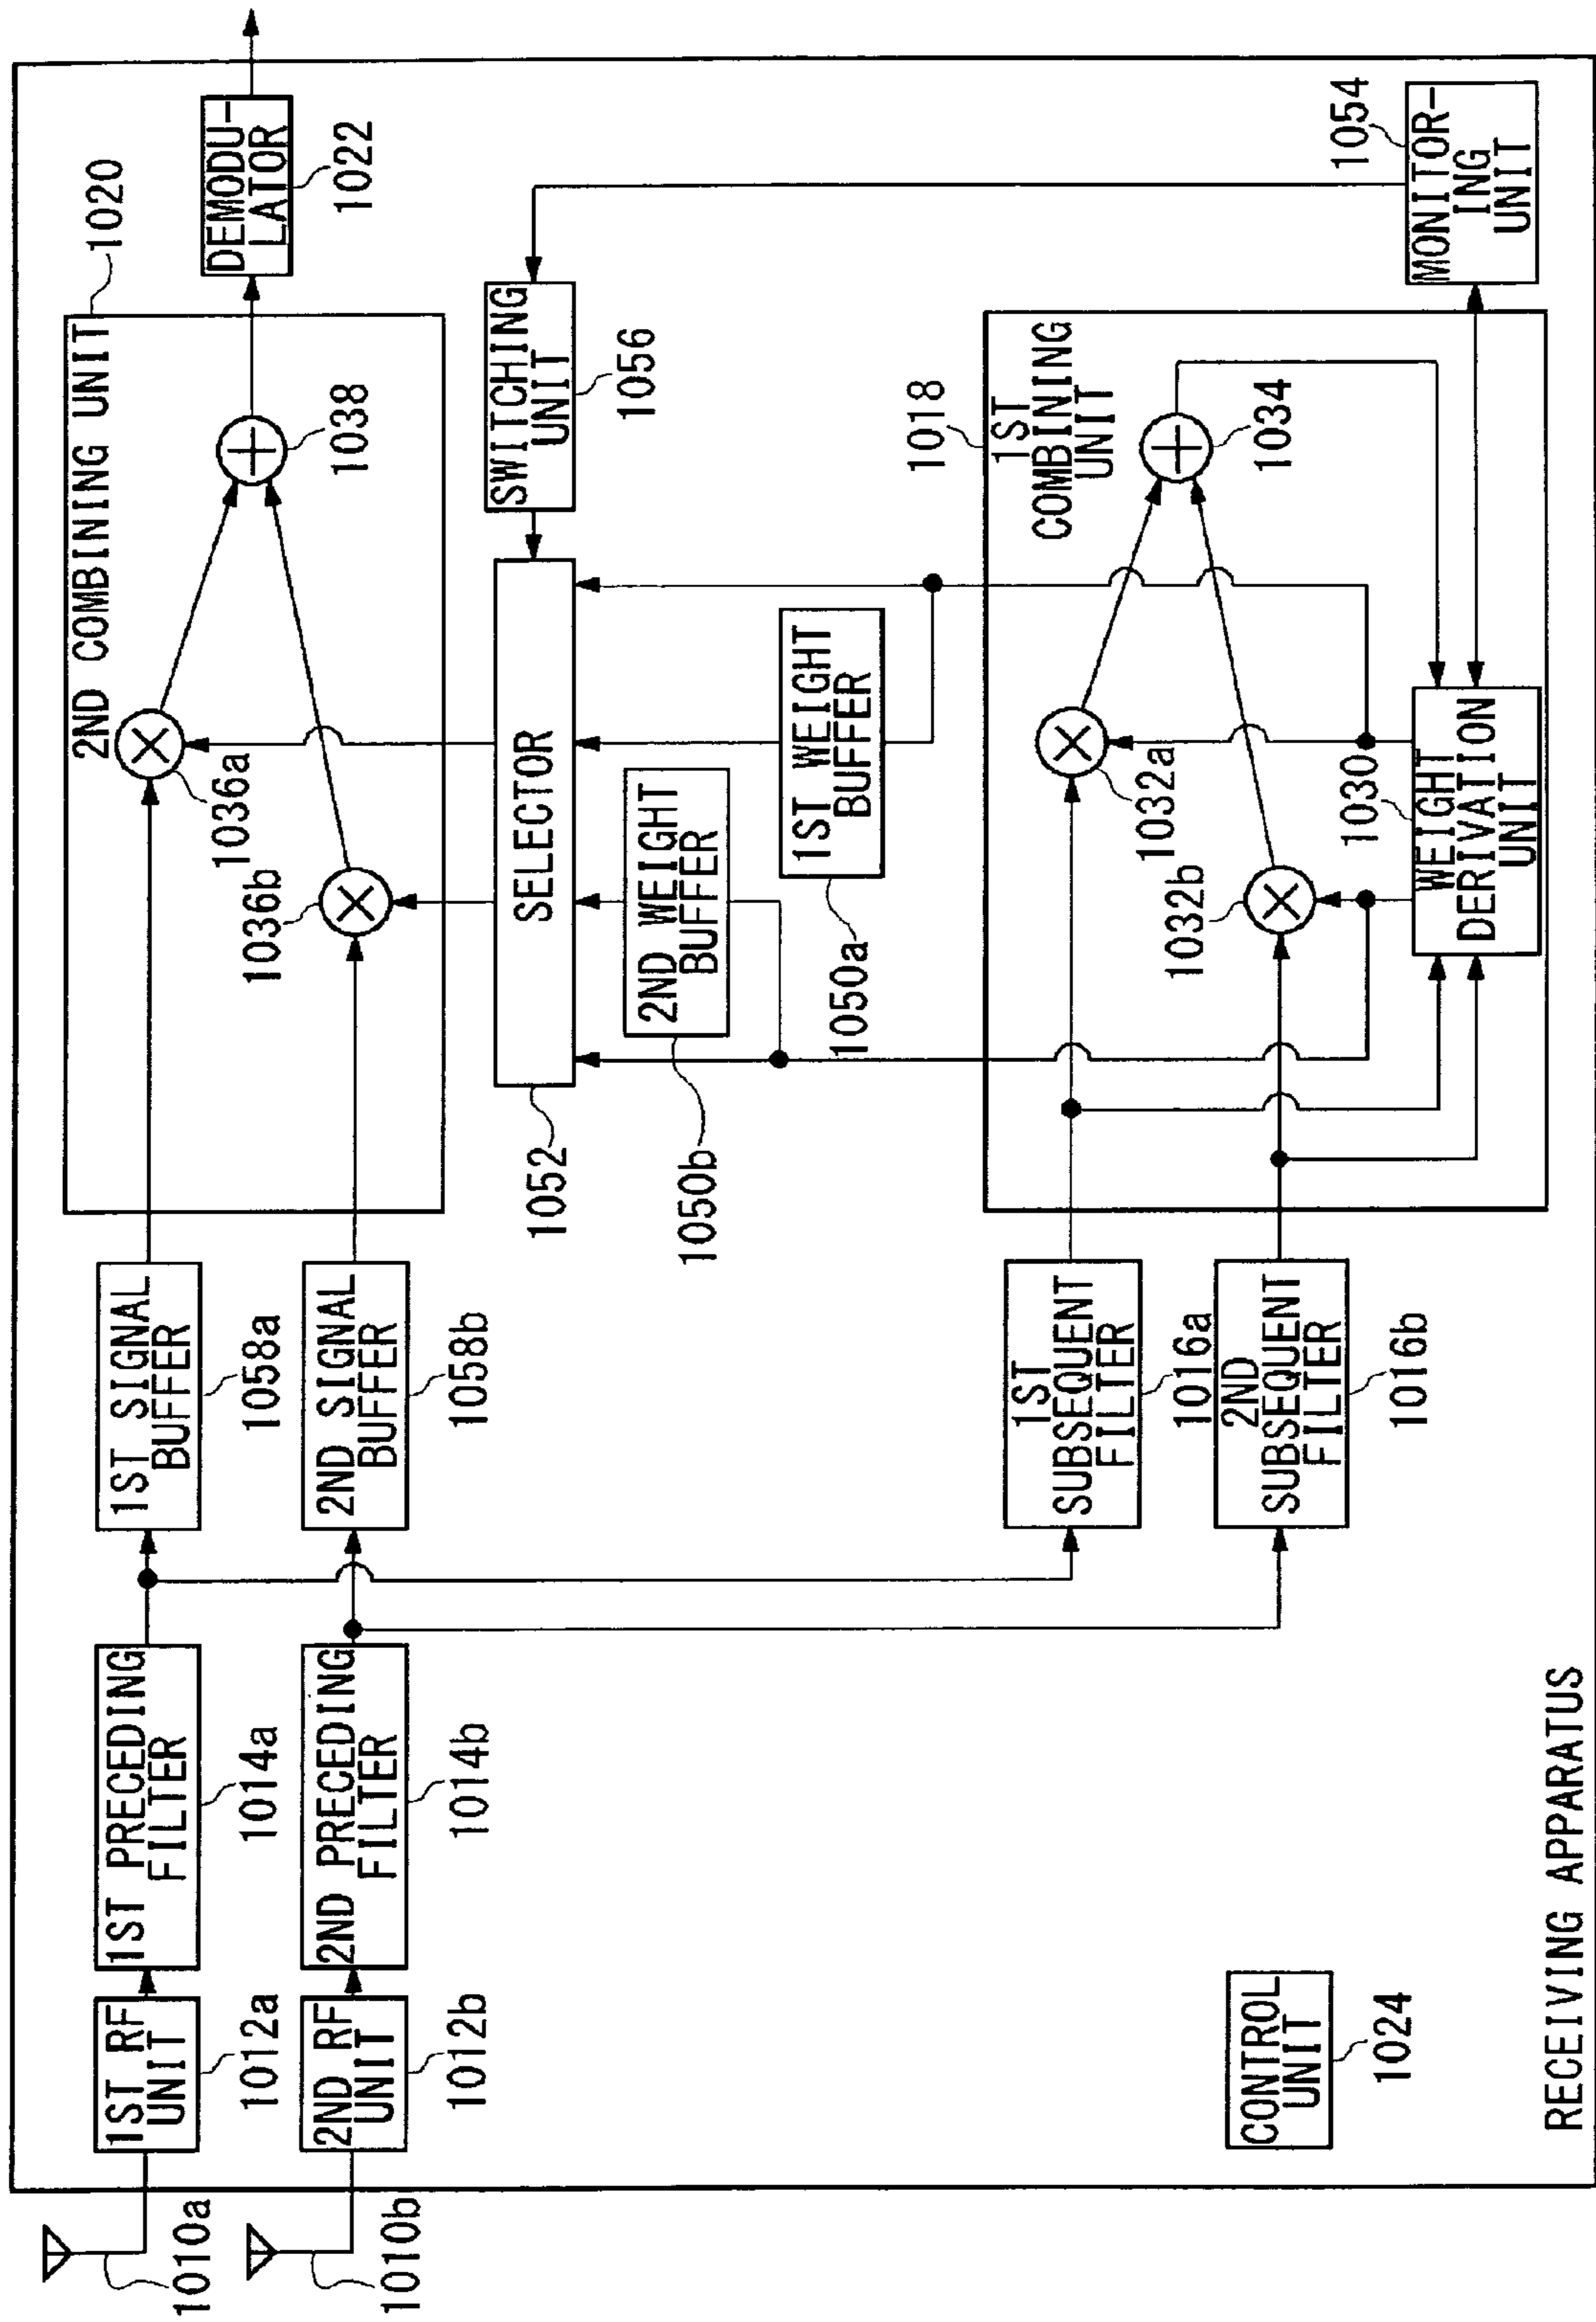 1010a
1010b
1ST RF
UNIT
1012a
2ND RF
UNIT
1012b
1ST PRECEDING
FILTER
1014a
2ND PRECEDING
FILTER
1014b
1ST SIGNAL
BUFFER
1058a
2ND SIGNAL
BUFFER
1058b
2ND COMBINING UNIT
1020
1036a
1036b
1038
DEMODU-
LATOR
1022
SELECTOR
1052
SWITCHING
UNIT
1056
2ND WEIGHT
BUFFER
1050b
1ST WEIGHT
BUFFER
1050a
1ST
SUBSEQUENT
FILTER
1016a
2ND
SUBSEQUENT
FILTER
1016b
1018
1ST
COMBINING
UNIT
1032a
1032b
1034
1030
WEIGHT
DERIVATION
UNIT
1054
MONITOR-
ING
UNIT
CONTROL
UNIT
1024
RECEIVING APPARATUS